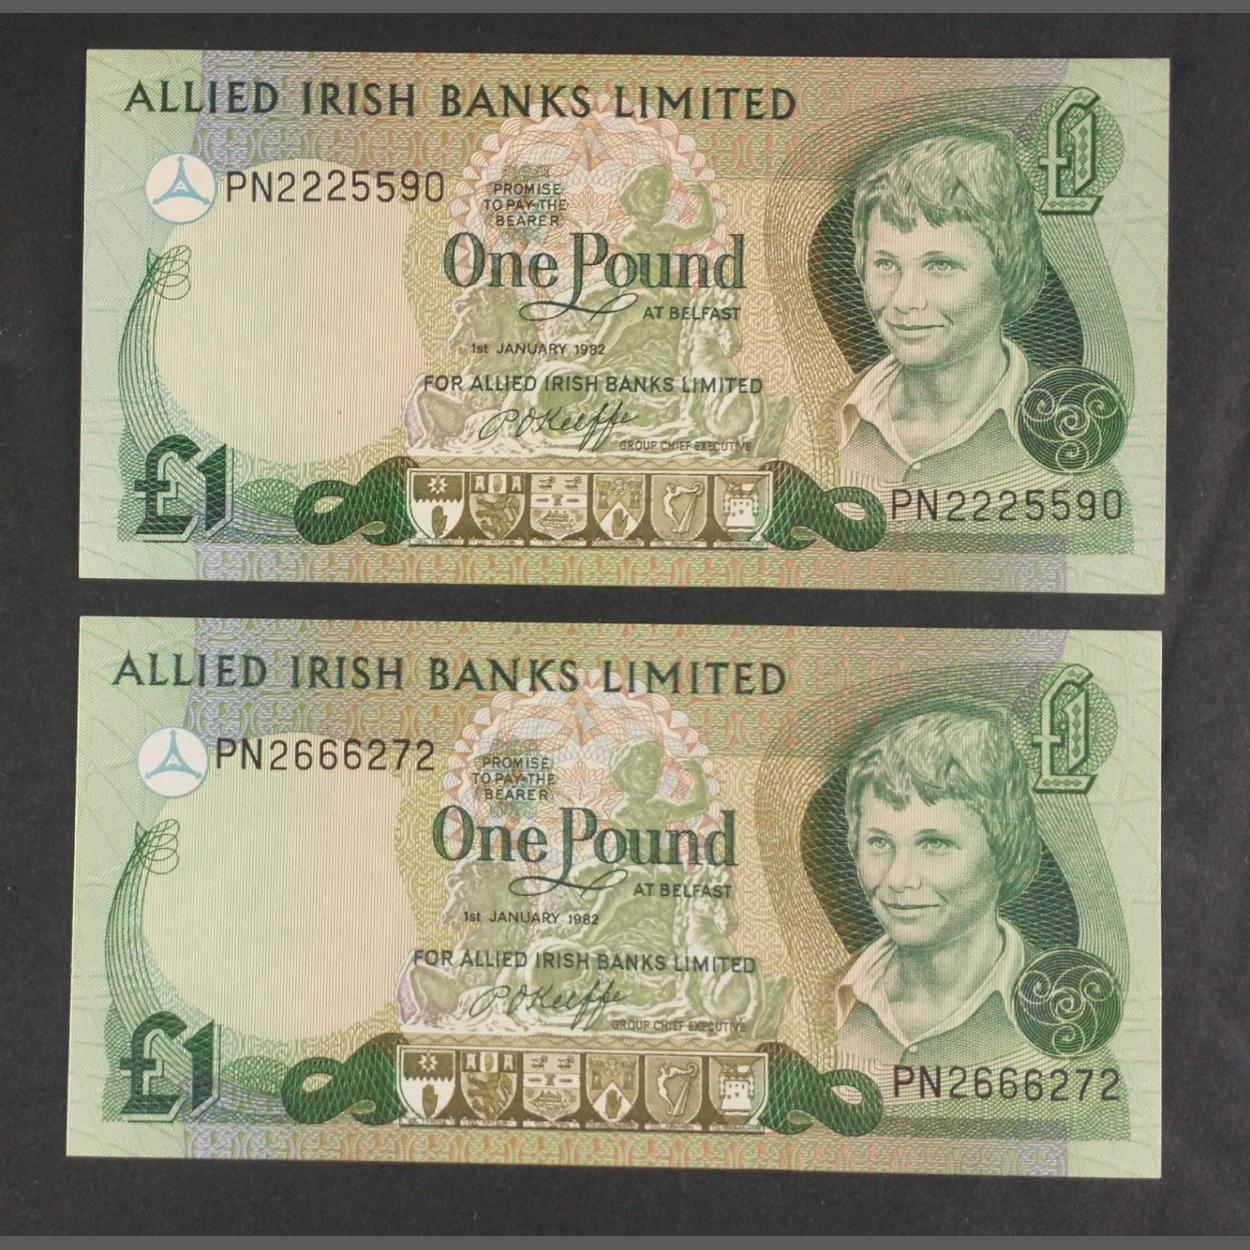 ALLIED IRISH BANKS LIMITED
£
PN2225590
PROMISE
TO PAY THE
BEARER
One Pound
AT BELFAST
1st JANUARY 1982
FOR ALLIED IRISH BANKS LIMITED
P O'Keeffe
GROUP CHIEF EXECUTIVE
£1
PN2225590
ALLIED IRISH BANKS LIMITED
£
PN2666272
PROMISE
TO PAY THE
BEARER
One Pound
AT BELFAST
1st JANUARY 1982
FOR ALLIED IRISH BANKS LIMITED
P O'Keeffe
GROUP CHIEF EXECUTIVE
£1
PN2666272